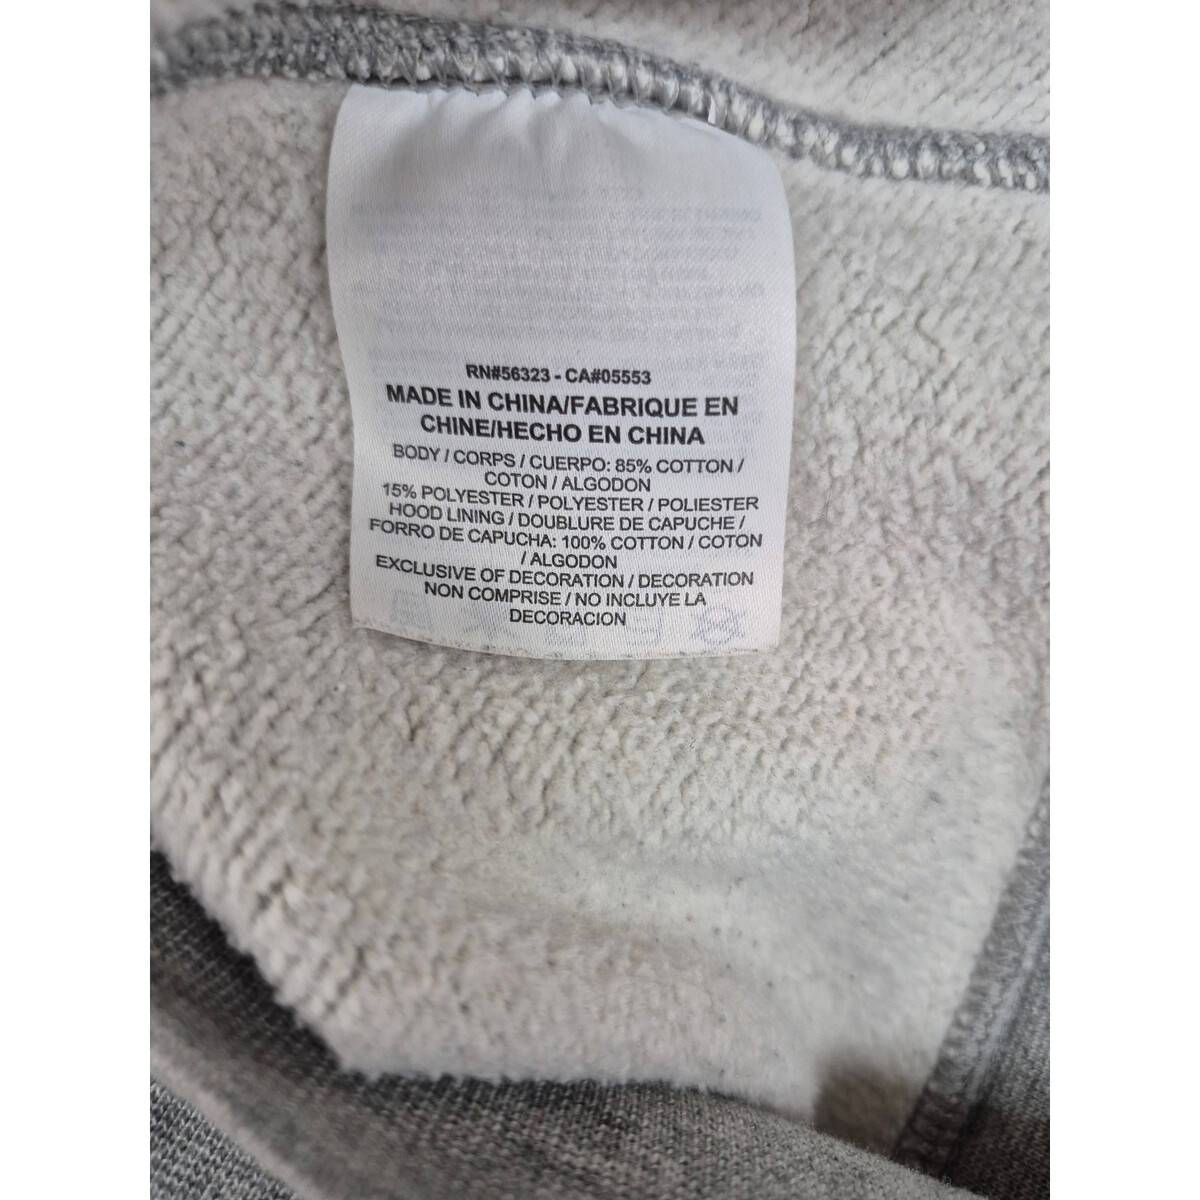 RN#56323 - CA#05553
MADE IN CHINA/FABRIQUE EN
CHINE/HECHO EN CHINA
BODY / CORPS / CUERPO: 85% COTTON /
COTON / ALGODON
15% POLYESTER / POLYESTER / POLIESTER
HOOD LINING / DOUBLURE DE CAPUCHE /
FORRO DE CAPUCHA: 100% COTTON / COTON
/ ALGODON
EXCLUSIVE OF DECORATION / DECORATION
NON COMPRISE / NO INCLUYE LA
DECORACION